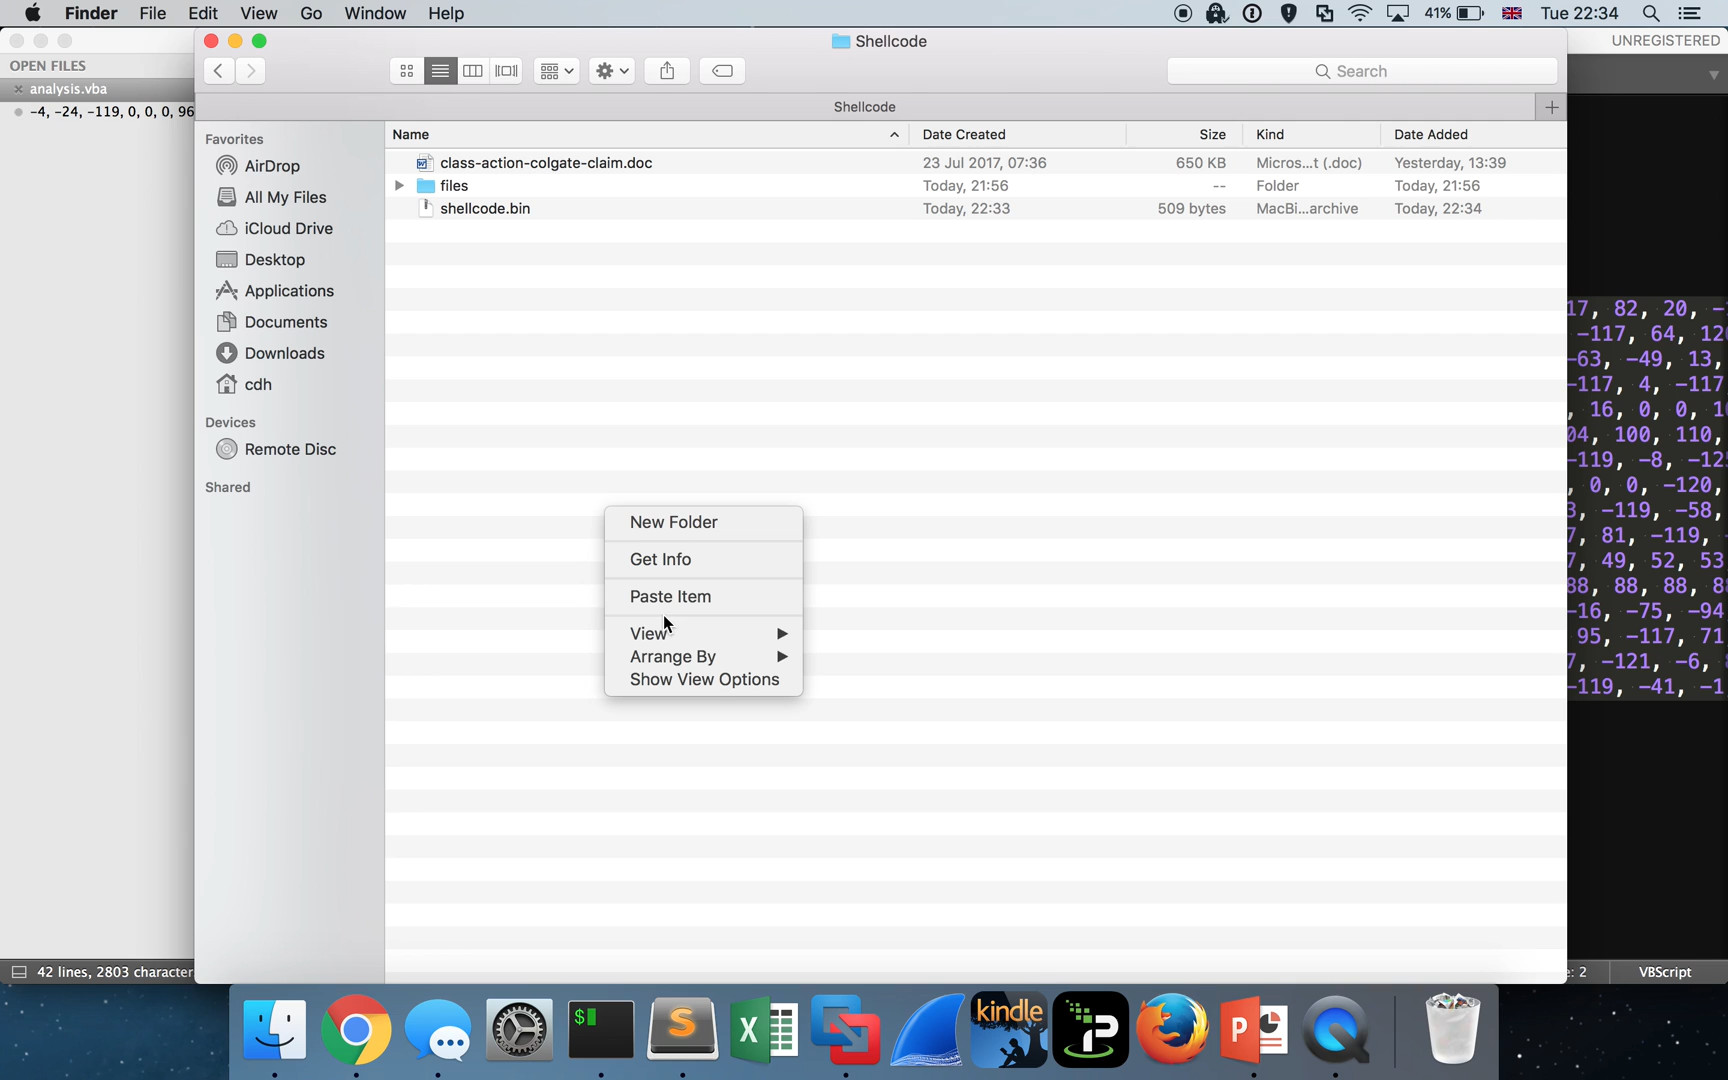 Finder File Edit View Go Window Help 41% Tue 22:34
UNREGISTERED
OPEN FILES
× analysis.vba
-4, -24, -119, 0, 0, 0, 96
42 lines, 2803 character
Shellcode
Search
Shellcode
Favorites
AirDrop
All My Files
iCloud Drive
Desktop
Applications
Documents
Downloads
cdh
Devices
Remote Disc
Shared
Name Date Created Size Kind Date Added
class-action-colgate-claim.doc 23 Jul 2017, 07:36 650 KB Micros...t (.doc) Yesterday, 13:39
files Today, 21:56 -- Folder Today, 21:56
shellcode.bin Today, 22:33 509 bytes MacBi...archive Today, 22:34
New Folder
Get Info
Paste Item
View
Arrange By
Show View Options
17, 82, 20, -
-117, 64, 12
-63, -49, 13,
-117, 4, -117
, 16, 0, 0, 1
04, 100, 110,
-119, -8, -12
, 0, 0, -120,
3, -119, -58,
7, 81, -119,
7, 49, 52, 53
88, 88, 88, 8
-16, -75, -94
95, -117, 71
7, -121, -6,
-119, -41, -1
e: 2 VBScript
$
S
X
kindle
P
P